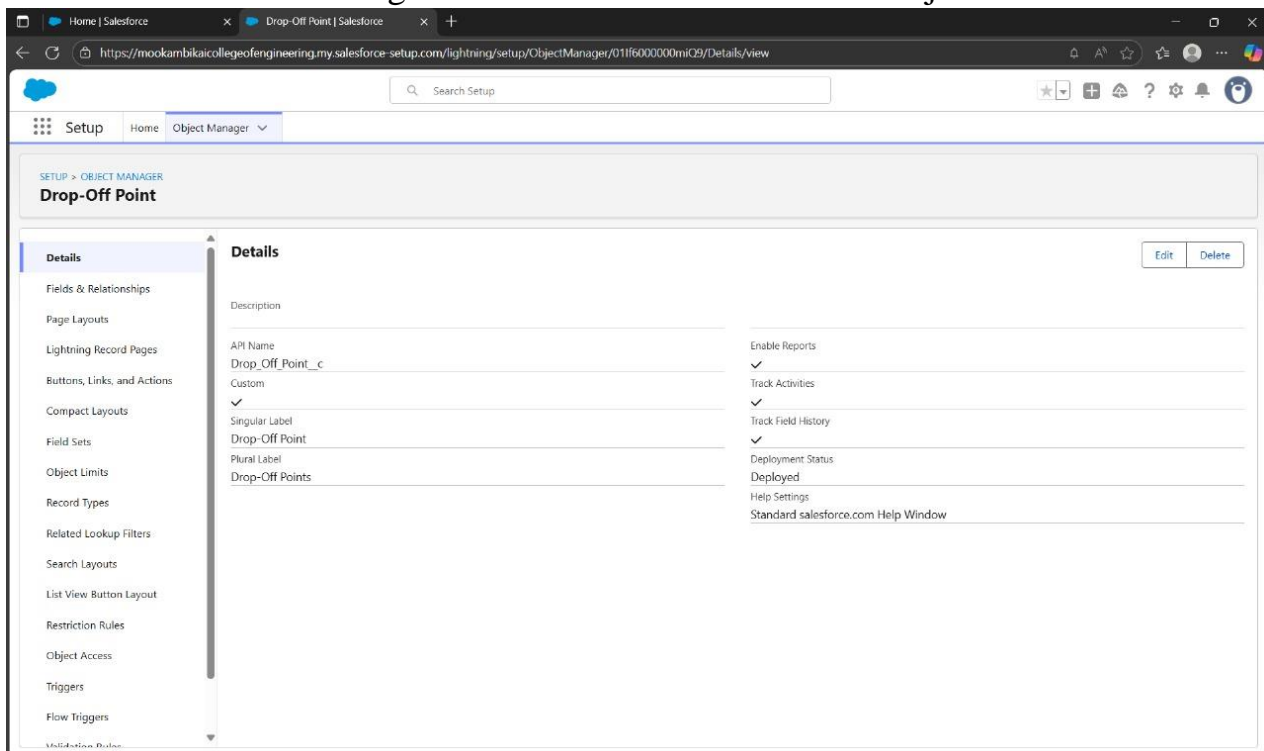 Home | Salesforce
Drop-Off Point | Salesforce
https://mookambikaicollegeofengineering.my.salesforce-setup.com/lightning/setup/ObjectManager/01If6000000miQ9/Details/view
Search Setup
Setup
Home
Object Manager
SETUP > OBJECT MANAGER
Drop-Off Point
Details
Fields & Relationships
Page Layouts
Lightning Record Pages
Buttons, Links, and Actions
Compact Layouts
Field Sets
Object Limits
Record Types
Related Lookup Filters
Search Layouts
List View Button Layout
Restriction Rules
Object Access
Triggers
Flow Triggers
Validation Rules
Details
Edit
Delete
Description
API Name
Drop_Off_Point__c
Custom
Singular Label
Drop-Off Point
Plural Label
Drop-Off Points
Enable Reports
Track Activities
Track Field History
Deployment Status
Deployed
Help Settings
Standard salesforce.com Help Window